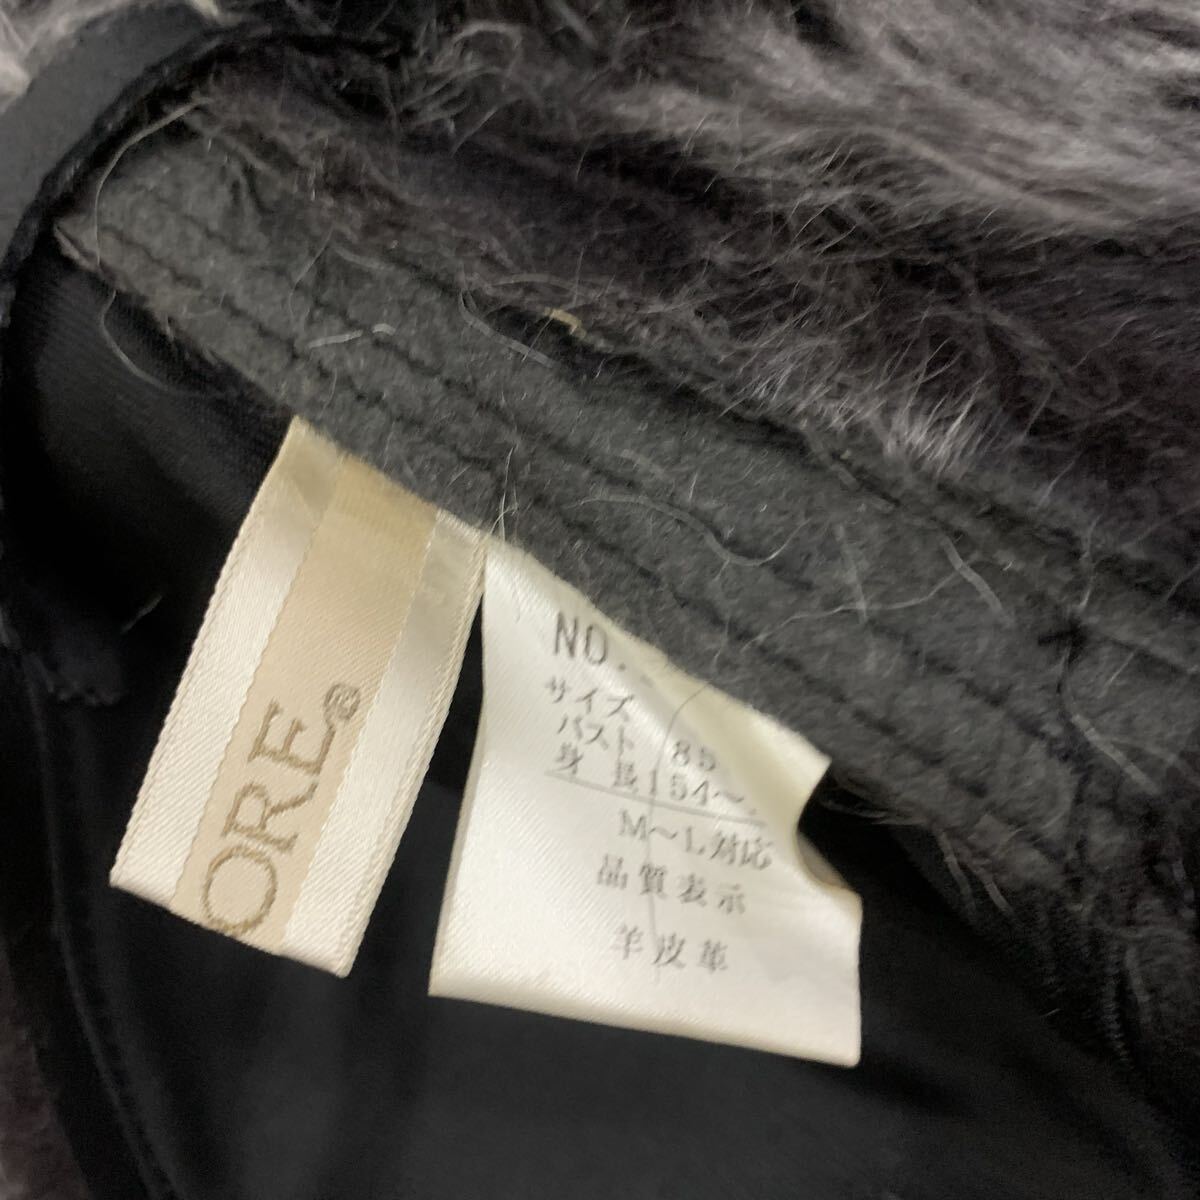 ORE®
NO.
サイズ
バスト 85
身長154〜
M〜L対応
品質表示
羊皮革